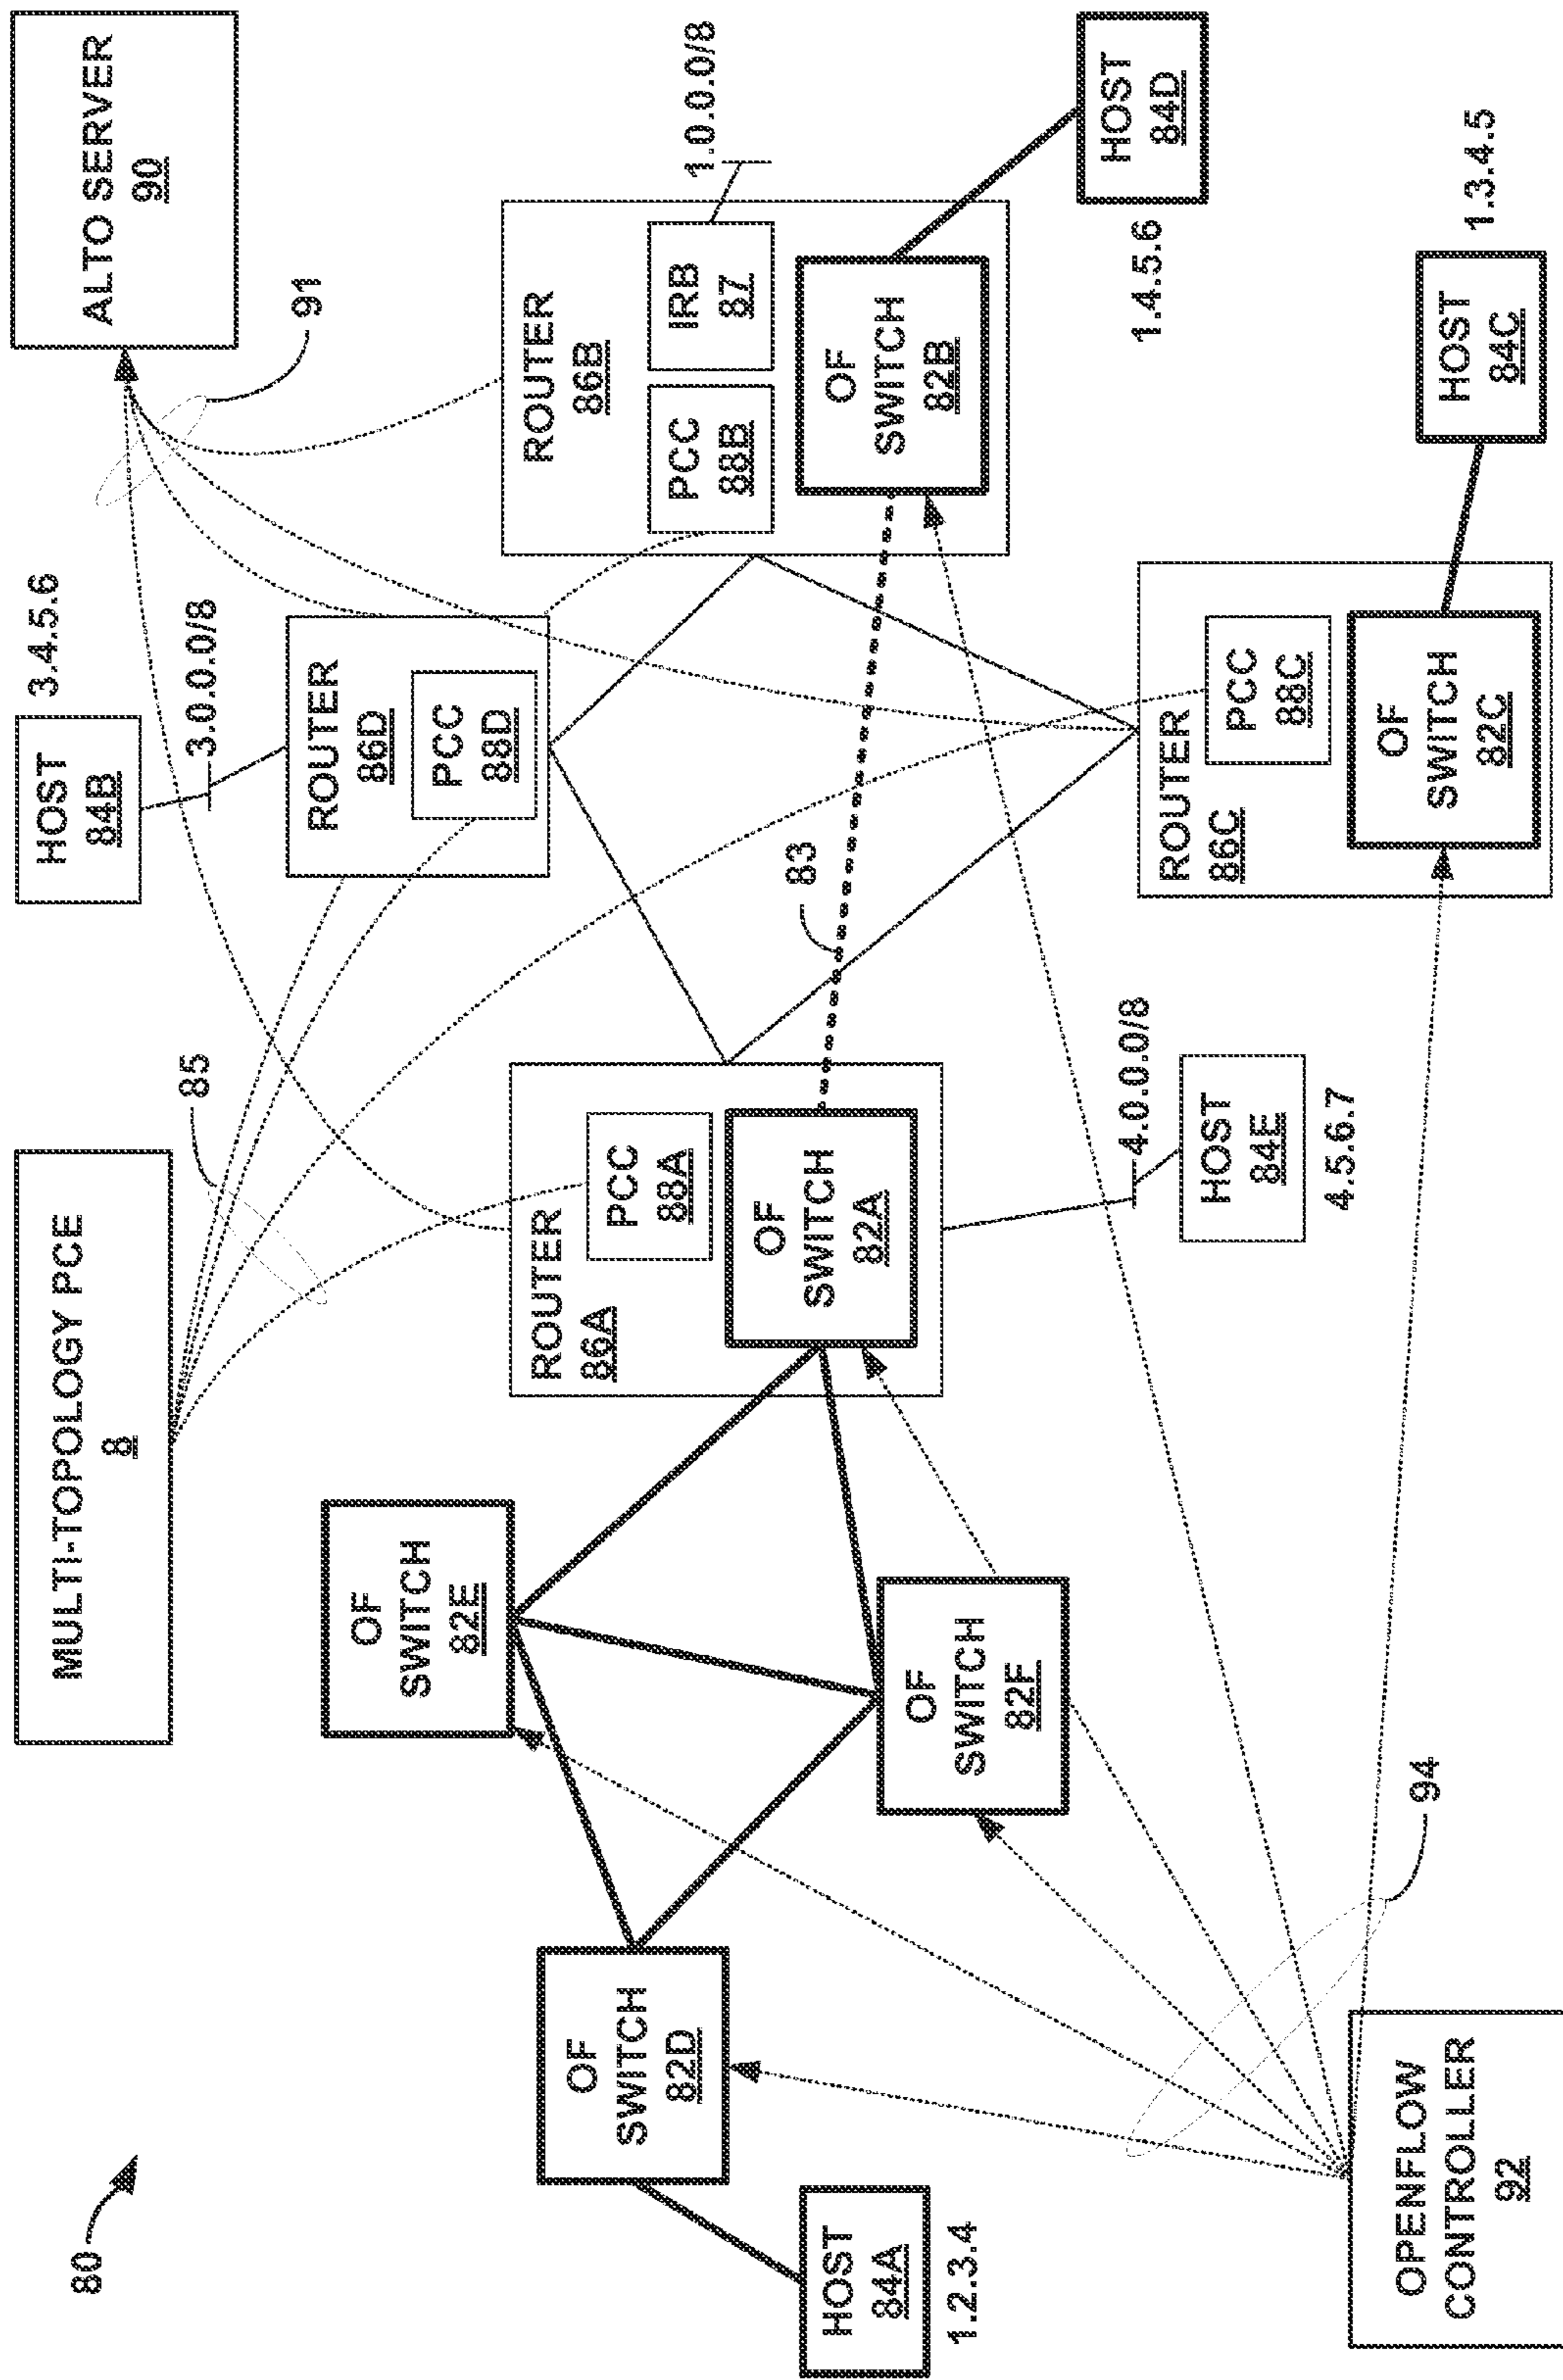 80
MULTI-TOPOLOGY PCE
8
ALTO SERVER
90
85
91
HOST
84B
3.4.5.6
3.0.0.0/8
ROUTER
86D
PCC
88D
OF
SWITCH
82E
OF
SWITCH
82D
HOST
84A
1.2.3.4
OF
SWITCH
82F
ROUTER
86A
PCC
88A
OF
SWITCH
82A
83
ROUTER
86B
PCC
88B
IRB
87
1.0.0.0/8
OF
SWITCH
82B
HOST
84D
1.4.5.6
4.0.0.0/8
HOST
84E
4.5.6.7
ROUTER
86C
PCC
88C
OF
SWITCH
82C
HOST
84C
1.3.4.5
94
OPENFLOW
CONTROLLER
92